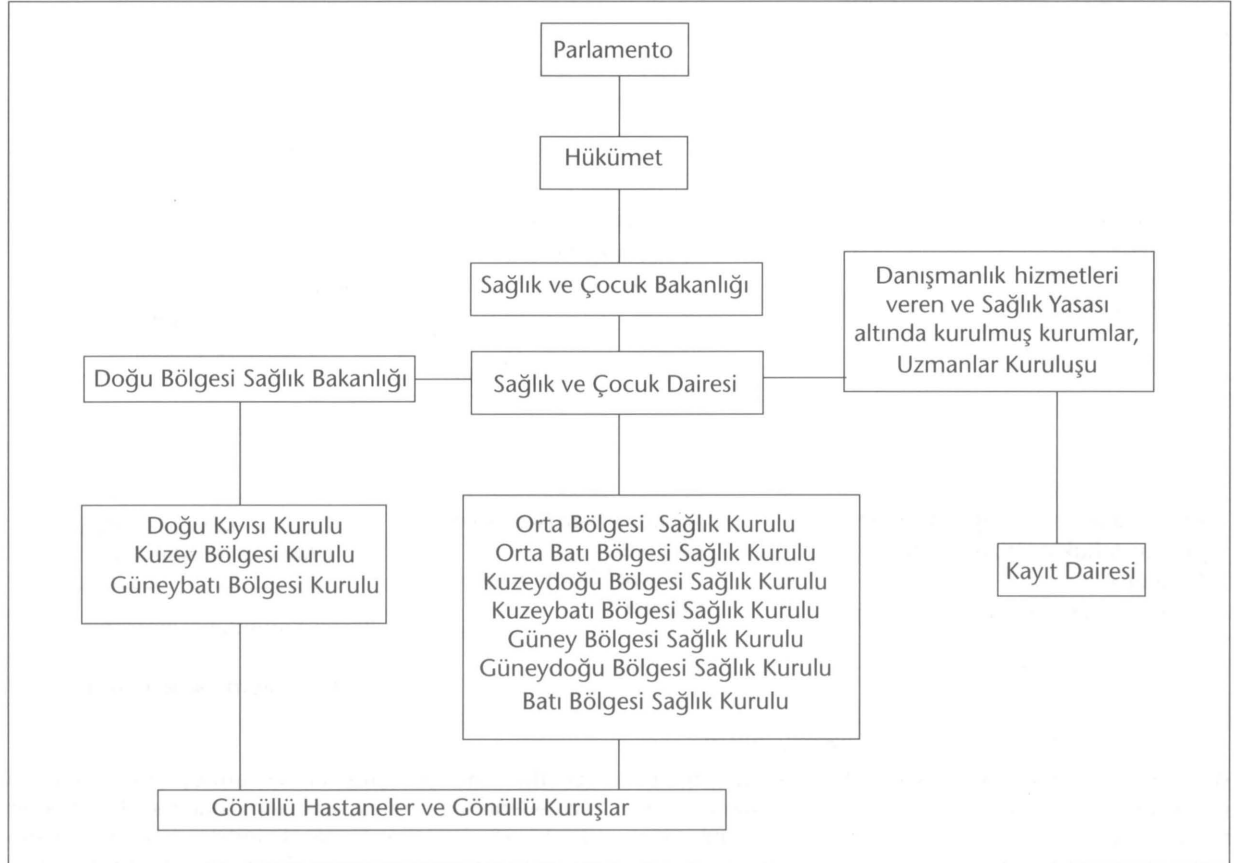 Parlamento
Hükümet
Sağlık ve Çocuk Bakanlığı
Danışmanlık hizmetleri
veren ve Sağlık Yasası
altında kurulmuş kurumlar,
Uzmanlar Kuruluşu
Doğu Bölgesi Sağlık Bakanlığı
Sağlık ve Çocuk Dairesi
Doğu Kıyısı Kurulu
Kuzey Bölgesi Kurulu
Güneybatı Bölgesi Kurulu
Orta Bölgesi Sağlık Kurulu
Orta Batı Bölgesi Sağlık Kurulu
Kuzeydoğu Bölgesi Sağlık Kurulu
Kuzeybatı Bölgesi Sağlık Kurulu
Güney Bölgesi Sağlık Kurulu
Güneydoğu Bölgesi Sağlık Kurulu
Batı Bölgesi Sağlık Kurulu
Kayıt Dairesi
Gönüllü Hastaneler ve Gönüllü Kuruşlar